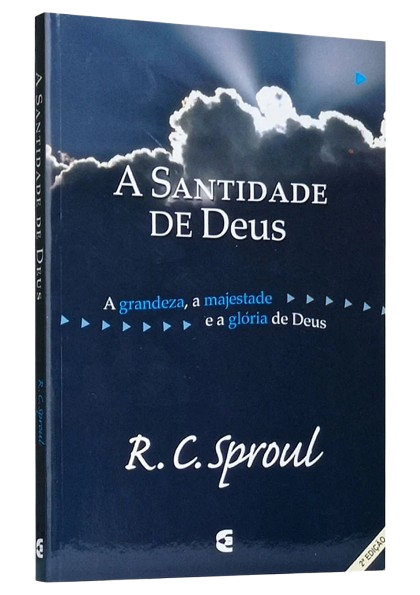 A SANTIDADE DE DEUS
R. C. Sproul
A SANTIDADE
DE DEUS
A grandeza, a majestade
e a glória de Deus
R. C. Sproul
2ª EDIÇÃO